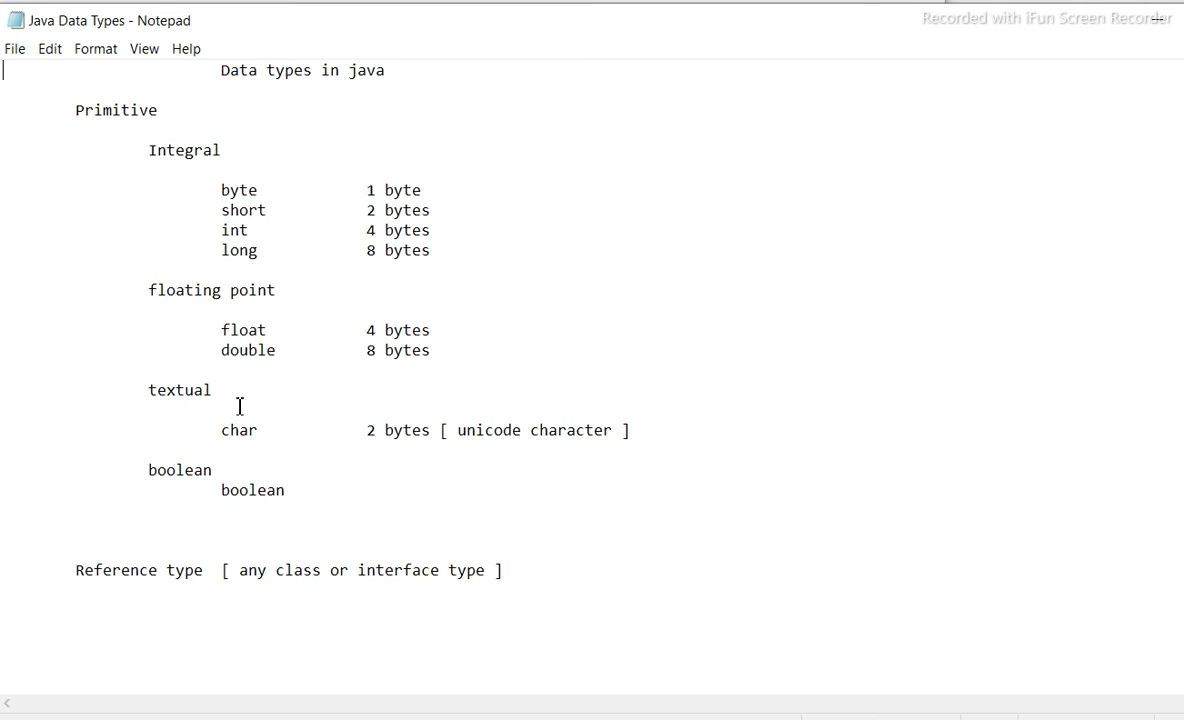 Java Data Types - Notepad
Recorded with iFun Screen Recorder
File Edit Format View Help
Data types in java
Primitive
Integral
byte 1 byte
short 2 bytes
int 4 bytes
long 8 bytes
floating point
float 4 bytes
double 8 bytes
textual
char 2 bytes [ unicode character ]
boolean
boolean
Reference type [ any class or interface type ]